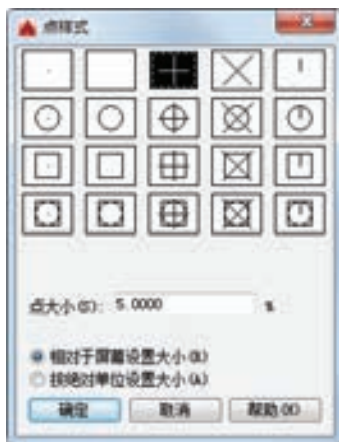 点样式
点大小(S): 5.0000 %
相对于屏幕设置大小(R)
按绝对单位设置大小(A)
确定 取消 帮助(H)